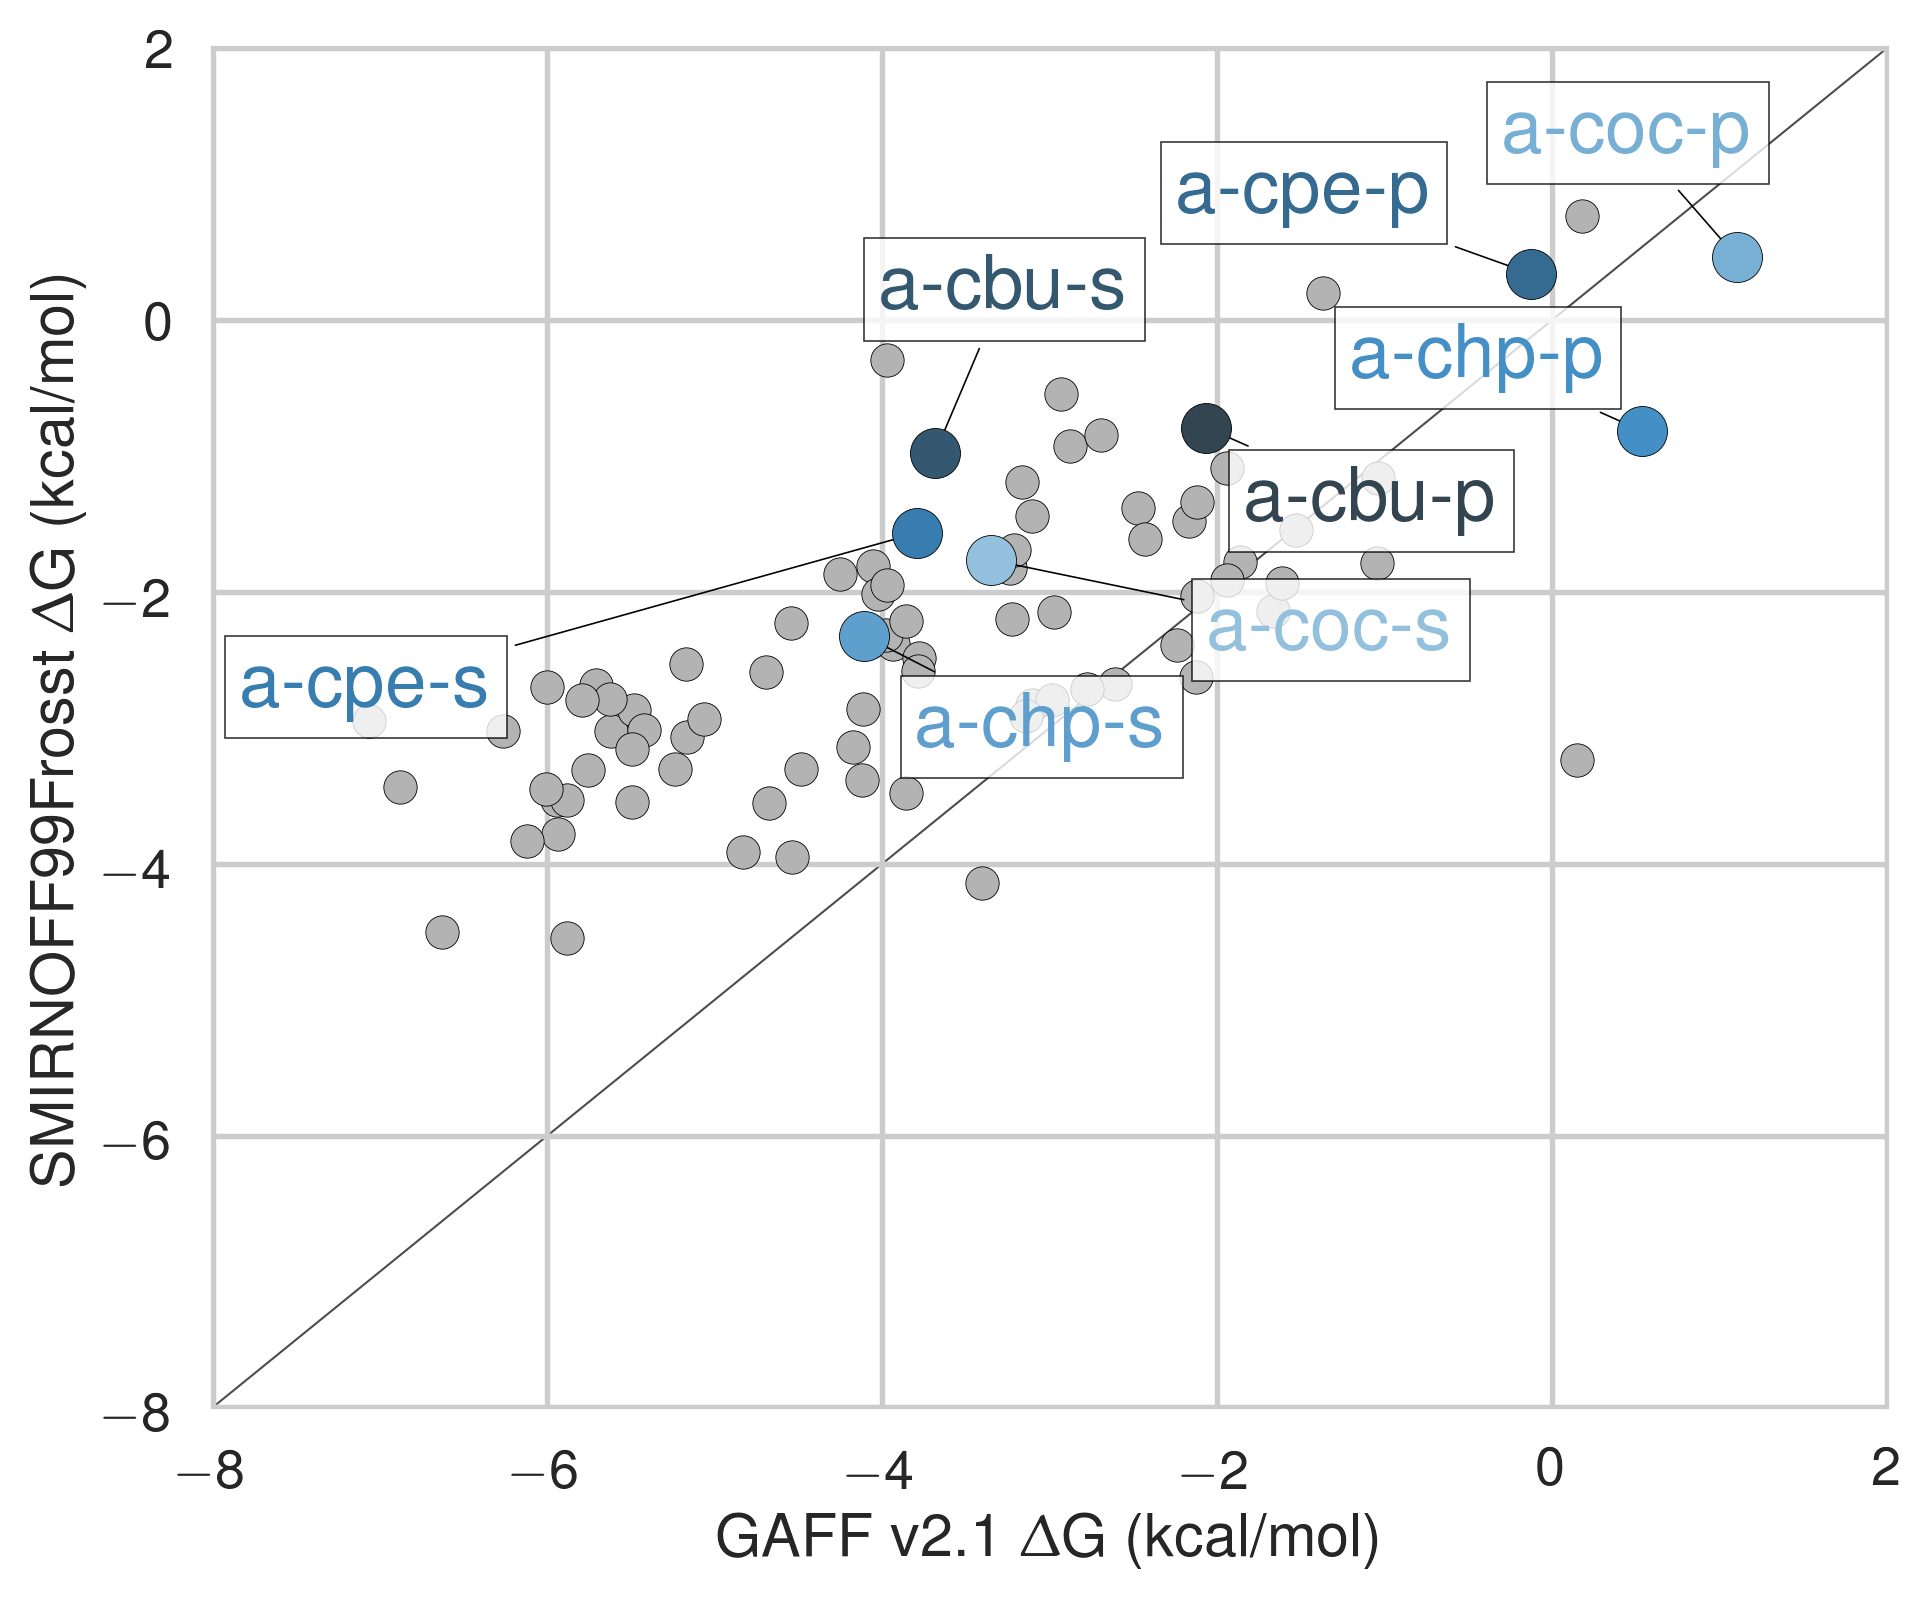 2
0
−2
−4
−6
−8
SMIRNOFF99Frosst ΔG (kcal/mol)
a-coc-p
a-cpe-p
a-cbu-s
a-chp-p
a-cbu-p
a-coc-s
a-cpe-s
a-chp-s
−8 −6 −4 −2 0 2
GAFF v2.1 ΔG (kcal/mol)